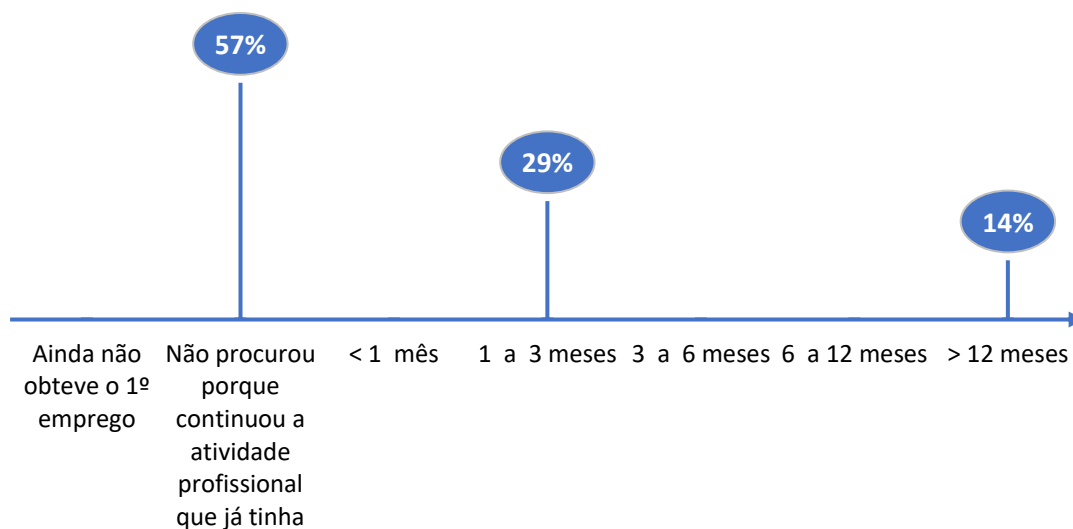 57%
29%
14%
Ainda não
obteve o 1º
emprego
Não procurou
porque
continuou a
atividade
profissional
que já tinha
< 1 mês
1 a 3 meses
3 a 6 meses
6 a 12 meses
> 12 meses